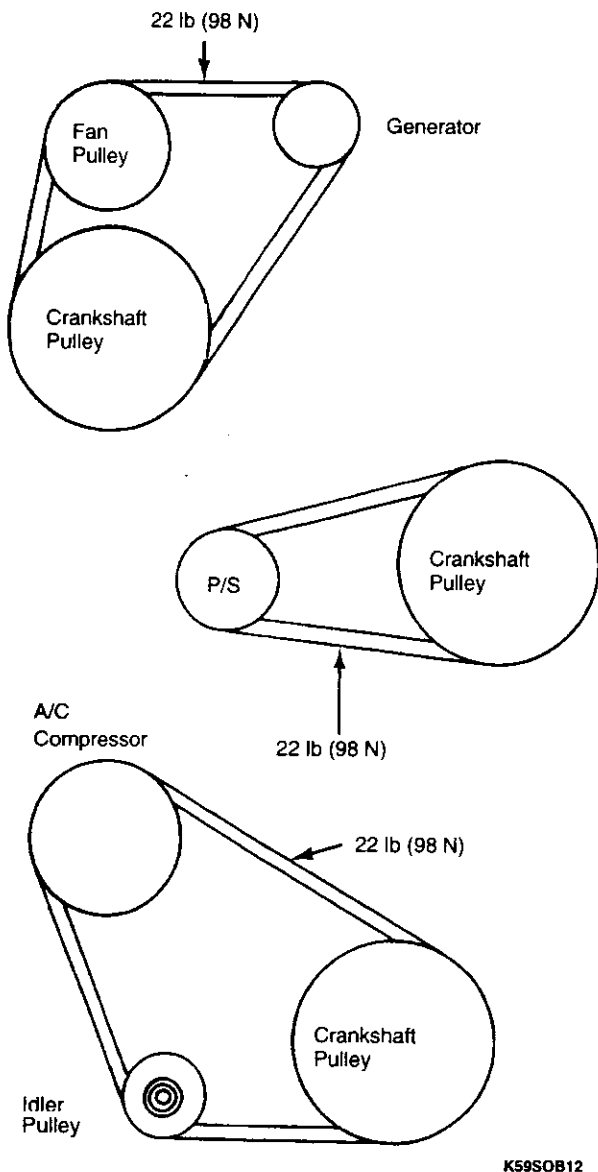 22 lb (98 N)
Fan
Pulley
Generator
Crankshaft
Pulley
P/S
Crankshaft
Pulley
22 lb (98 N)
A/C
Compressor
22 lb (98 N)
Crankshaft
Pulley
Idler
Pulley
K59SOB12